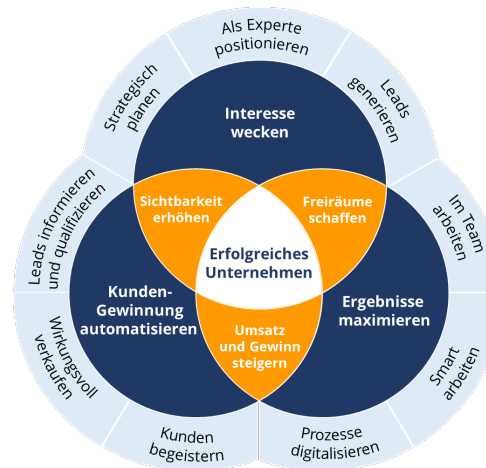 Als Experte
positionieren
Strategisch
planen
Leads
generieren
Interesse
wecken
Sichtbarkeit
erhöhen
Freiräume
schaffen
Leads informieren
und qualifizieren
Im Team
arbeiten
Erfolgreiches
Unternehmen
Kunden-
Gewinnung
automatisieren
Ergebnisse
maximieren
Umsatz
und Gewinn
steigern
Wirkungsvoll
verkaufen
Smart
arbeiten
Kunden
begeistern
Prozesse
digitalisieren